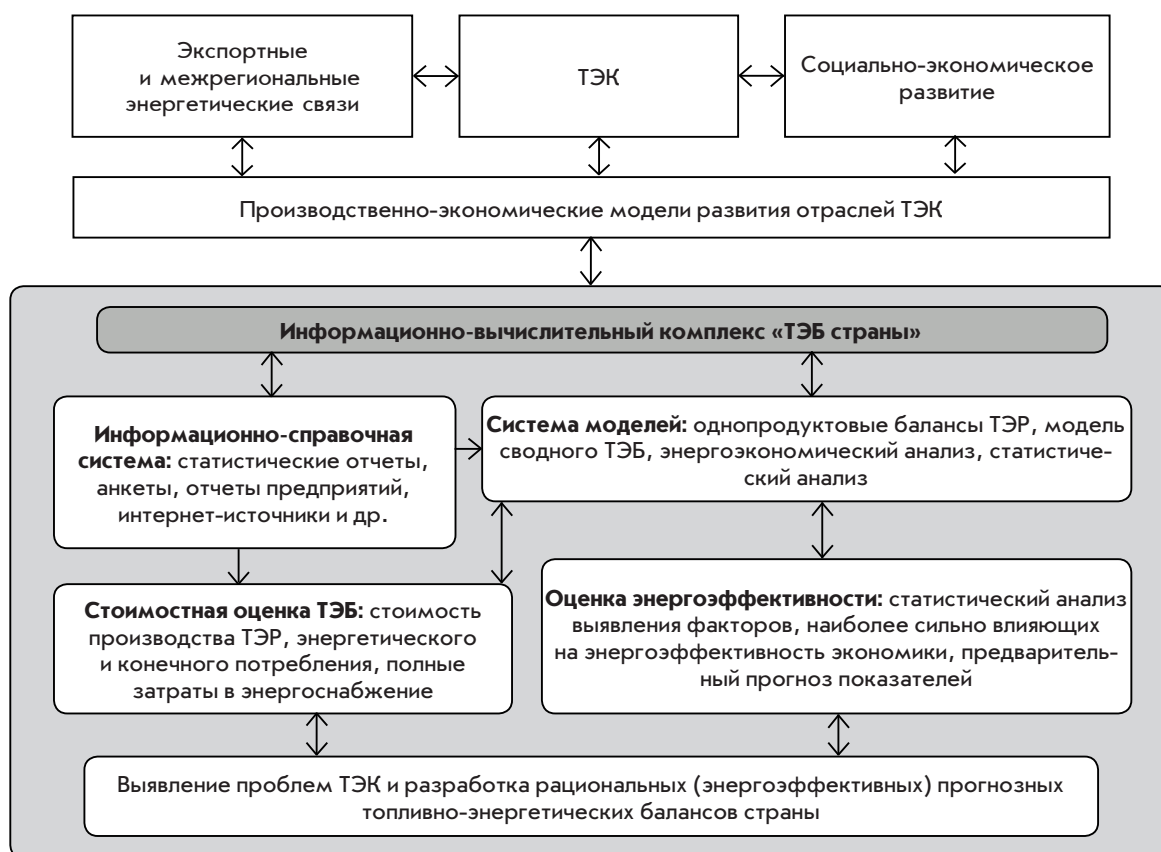 Экспортные
и межрегиональные
энергетические связи
ТЭК
Социально-экономическое
развитие
Производственно-экономические модели развития отраслей ТЭК
Информационно-вычислительный комплекс «ТЭБ страны»
Информационно-справочная
система: статистические отчеты,
анкеты, отчеты предприятий,
интернет-источники и др.
Система моделей: однопродуктовые балансы ТЭР, модель
сводного ТЭБ, энергоэкономический анализ, статистиче-
ский анализ
Стоимостная оценка ТЭБ: стоимость
производства ТЭР, энергетического
и конечного потребления, полные
затраты в энергоснабжение
Оценка энергоэффективности: статистический анализ
выявления факторов, наиболее сильно влияющих
на энергоэффективность экономики, предваритель-
ный прогноз показателей
Выявление проблем ТЭК и разработка рациональных (энергоэффективных) прогнозных
топливно-энергетических балансов страны